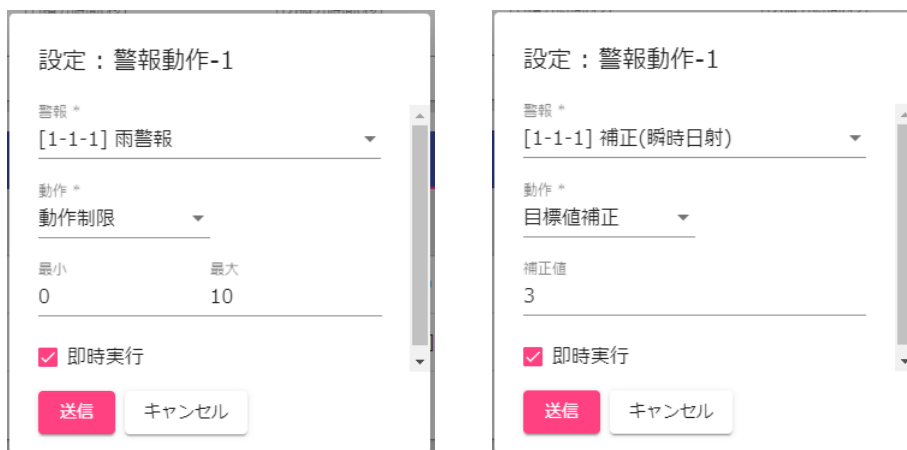 設定：警報動作-1
警報 *
[1-1-1] 雨警報
動作 *
動作制限
最小 最大
0 10
即時実行
送信 キャンセル
設定：警報動作-1
警報 *
[1-1-1] 補正(瞬時日射)
動作 *
目標値補正
補正値
3
即時実行
送信 キャンセル